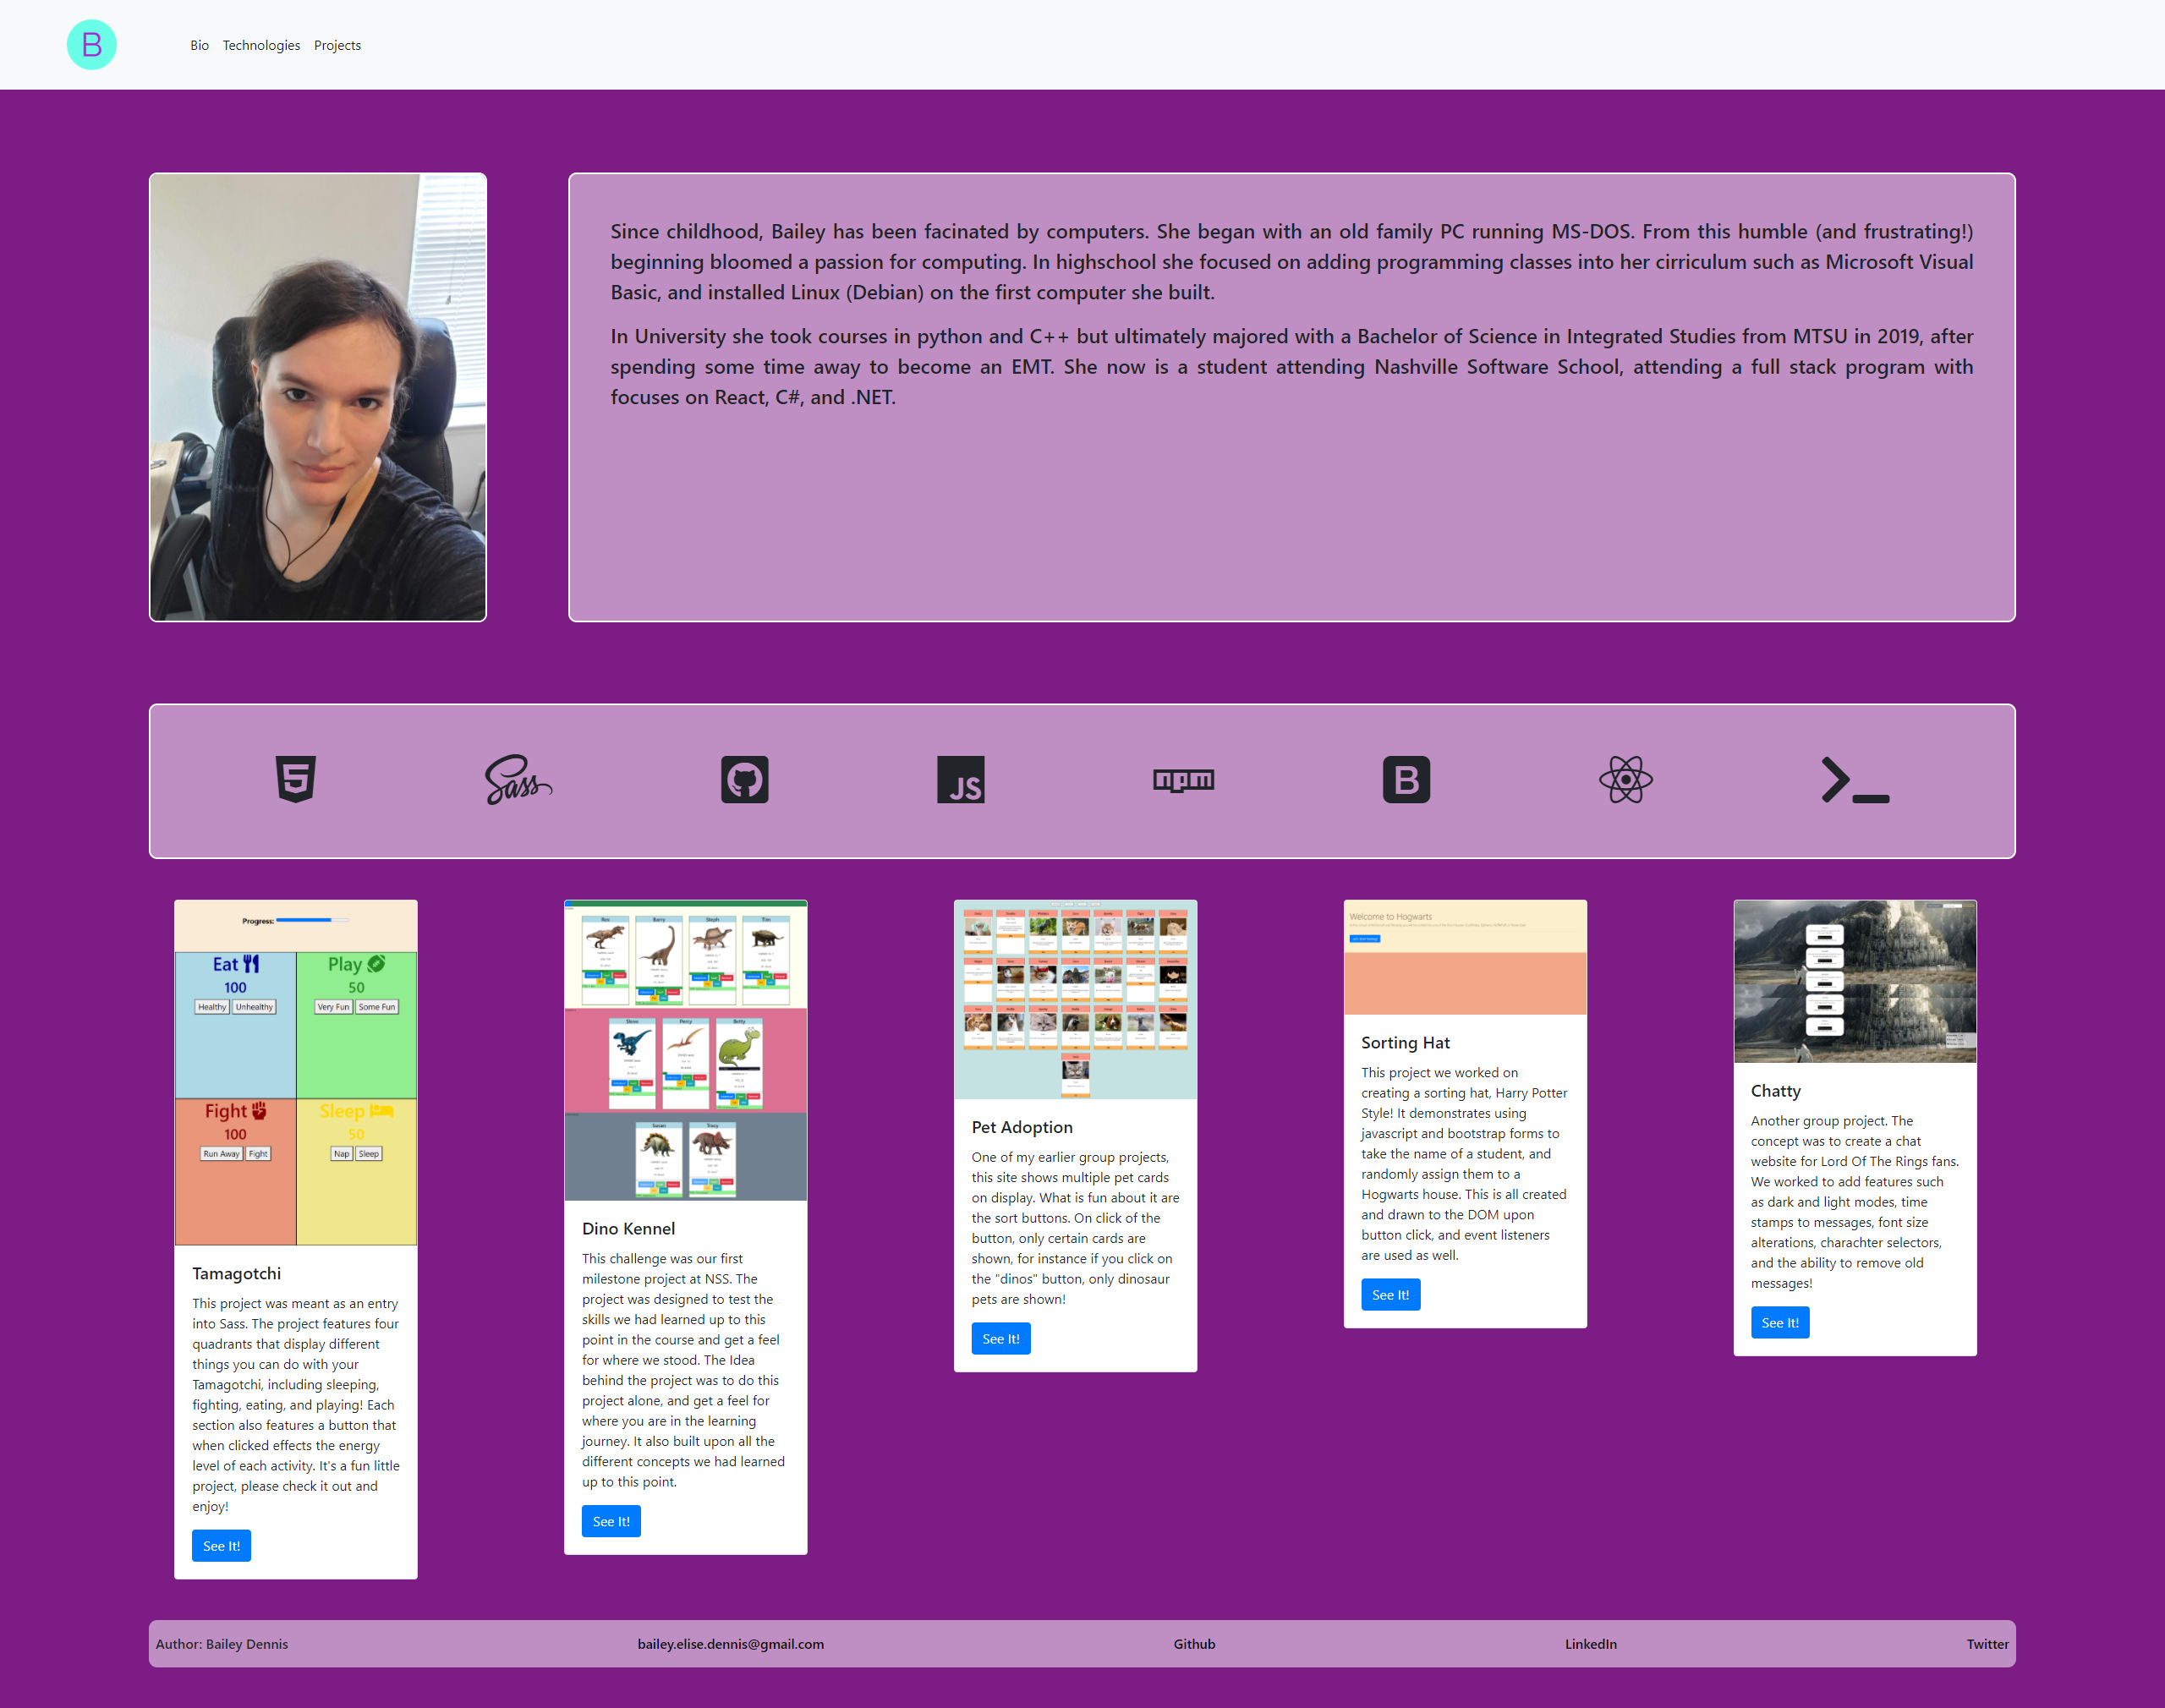 B
Bio Technologies Projects
Since childhood, Bailey has been facinated by computers. She began with an old family PC running MS-DOS. From this humble (and frustrating!)
beginning bloomed a passion for computing. In highschool she focused on adding programming classes into her cirriculum such as Microsoft Visual
Basic, and installed Linux (Debian) on the first computer she built.
In University she took courses in python and C++ but ultimately majored with a Bachelor of Science in Integrated Studies from MTSU in 2019, after
spending some time away to become an EMT. She now is a student attending Nashville Software School, attending a full stack program with
focuses on React, C#, and .NET.
5 Sass JS npm B
Progress:
Eat
100
Healthy Unhealthy
Play
50
Very Fun Some Fun
Fight
100
Run Away Fight
Sleep
50
Nap Sleep
Tamagotchi
This project was meant as an entry
into Sass. The project features four
quadrants that display different
things you can do with your
Tamagotchi, including sleeping,
fighting, eating, and playing! Each
section also features a button that
when clicked effects the energy
level of each activity. It's a fun little
project, please check it out and
enjoy!
See It!
Rex Barry Steph Tim
Steve Percy Betty
Susan Tracy
Dino Kennel
This challenge was our first
milestone project at NSS. The
project was designed to test the
skills we had learned up to this
point in the course and get a feel
for where we stood. The Idea
behind the project was to do this
project alone, and get a feel for
where you are in the learning
journey. It also built upon all the
different concepts we had learned
up to this point.
See It!
Pet Adoption
One of my earlier group projects,
this site shows multiple pet cards
on display. What is fun about it are
the sort buttons. On click of the
button, only certain cards are
shown, for instance if you click on
the "dinos" button, only dinosaur
pets are shown!
See It!
Welcome to Hogwarts
Sorting Hat
This project we worked on
creating a sorting hat, Harry Potter
Style! It demonstrates using
javascript and bootstrap forms to
take the name of a student, and
randomly assign them to a
Hogwarts house. This is all created
and drawn to the DOM upon
button click, and event listeners
are used as well.
See It!
Chatty
Another group project. The
concept was to create a chat
website for Lord Of The Rings fans.
We worked to add features such
as dark and light modes, time
stamps to messages, font size
alterations, charachter selectors,
and the ability to remove old
messages!
See It!
Author: Bailey Dennis bailey.elise.dennis@gmail.com Github LinkedIn Twitter